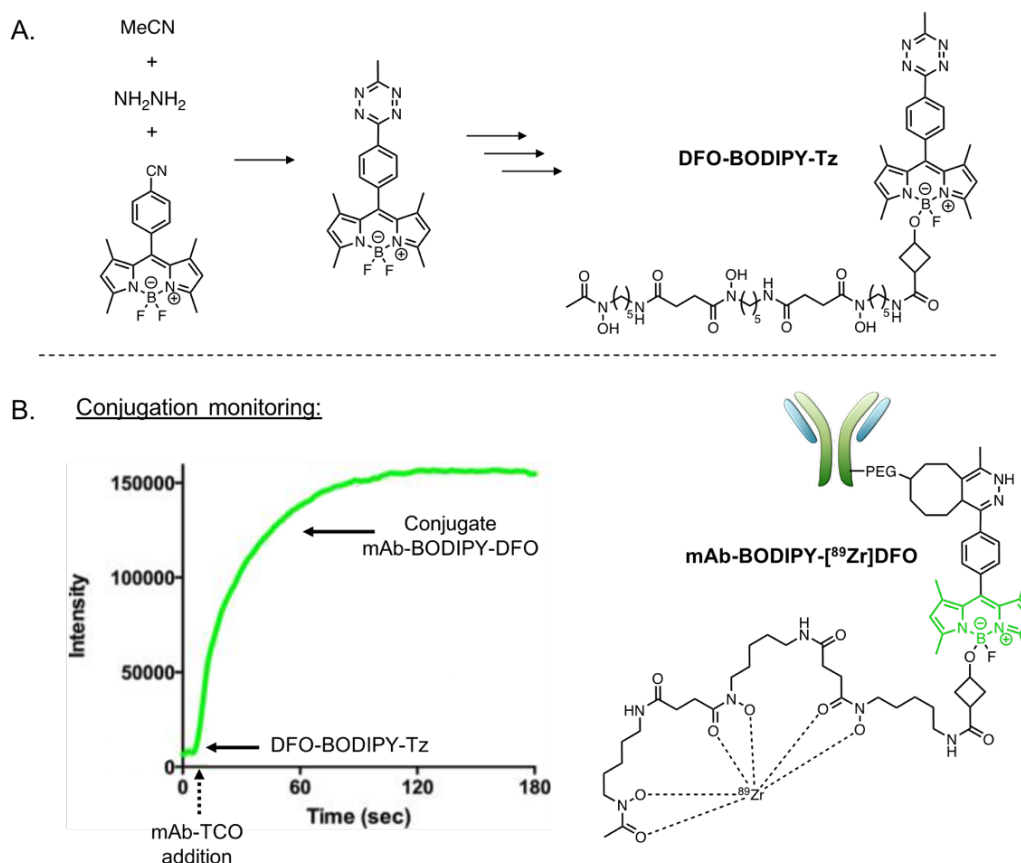 A.
MeCN
+
NH2NH2
+
CN
N N
N N
N N
B
F F
⊖
⊕
N N
N N
N N
B
F F
⊖
⊕
DFO-BODIPY-Tz
N N
N N
N N
B
⊖
⊕
O F
O
N
OH
5
N
H
O
O
OH
N
5
N
H
O
O
N
OH
5
N
H
O
B. Conjugation monitoring:
150000
100000
50000
0
Intensity
0 60 120 180
Time (sec)
Conjugate
mAb-BODIPY-DFO
DFO-BODIPY-Tz
mAb-TCO
addition
PEG
NH
N
mAb-BODIPY-[89Zr]DFO
N N
B
⊖
⊕
O F
O
N
H
N
O
O
NH
O
O
N
O
O
NH
N
O
O
89Zr